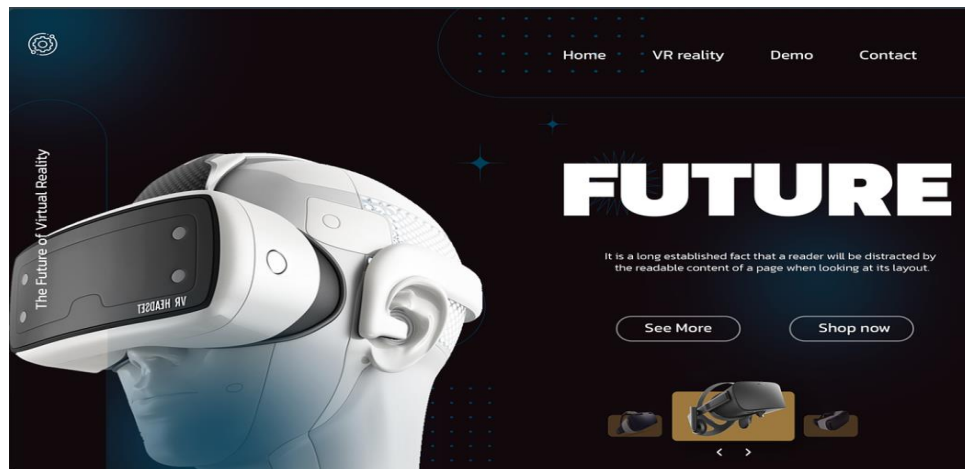 Home VR reality Demo Contact
The Future of Virtual Reality
VR HEADSET
FUTURE
It is a long established fact that a reader will be distracted by
the readable content of a page when looking at its layout.
See More Shop now
< >